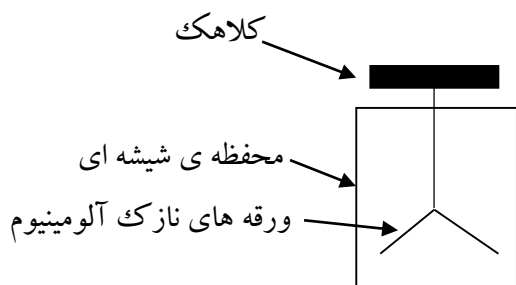 کلاهک
محفظه ی شیشه ای
ورقه های نازک آلومینیوم